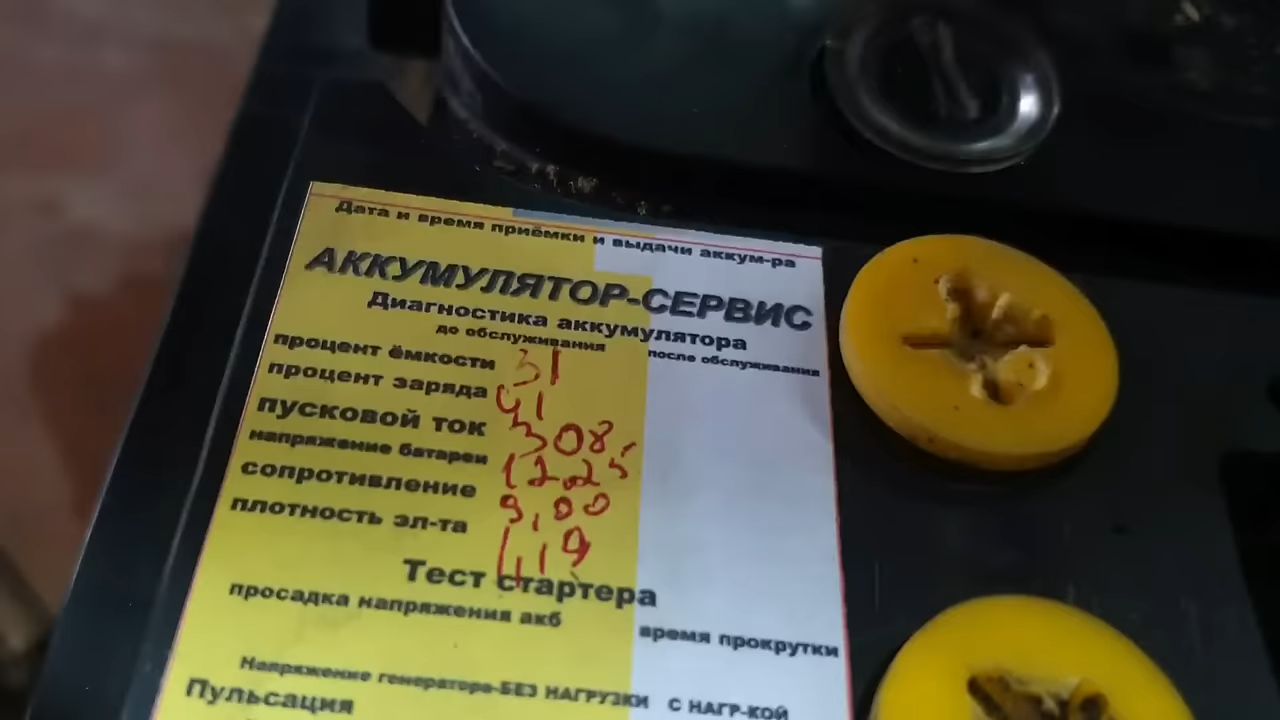 Дата и время приёмки и выдачи аккум-ра
АККУМУЛЯТОР-СЕРВИС
Диагностика аккумулятора
до обслуживания после обслуживания
процент ёмкости 31
процент заряда 41
пусковой ток 308
напряжение батареи 12.25
сопротивление 9,00
плотность эл-та 1,19
Тест стартера
просадка напряжения акб
время прокрутки
Напряжение генератора-БЕЗ НАГРУЗКИ С НАГР-КОЙ
Пульсация